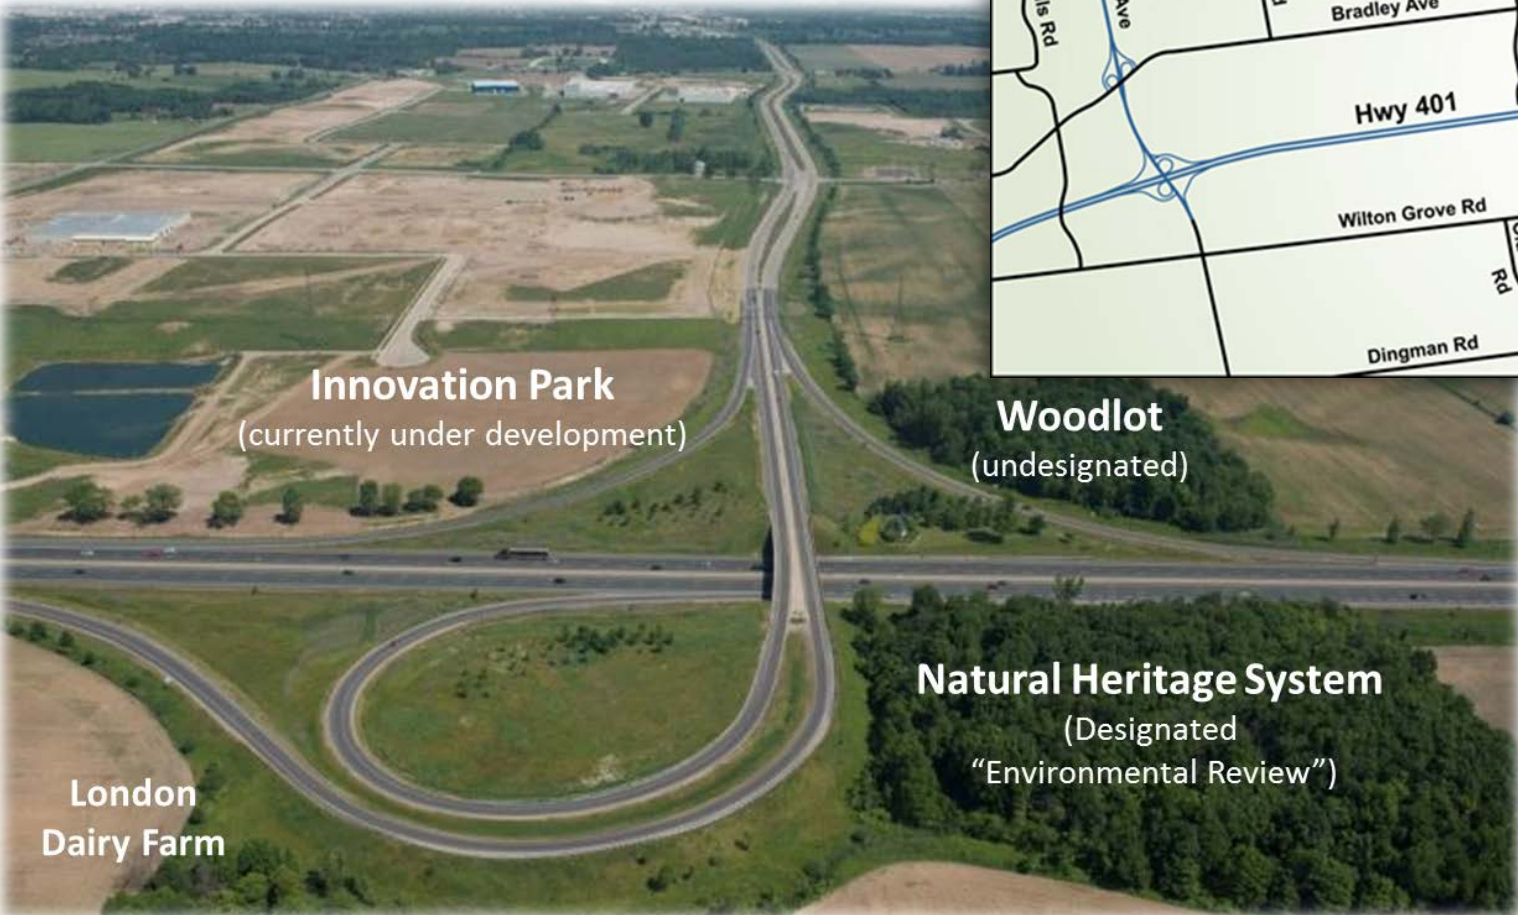 Ave
Bradley Ave
Hwy 401
Wilton Grove Rd
Rd
Dingman Rd
Innovation Park
(currently under development)
Woodlot
(undesignated)
Natural Heritage System
(Designated
“Environmental Review”)
London
Dairy Farm